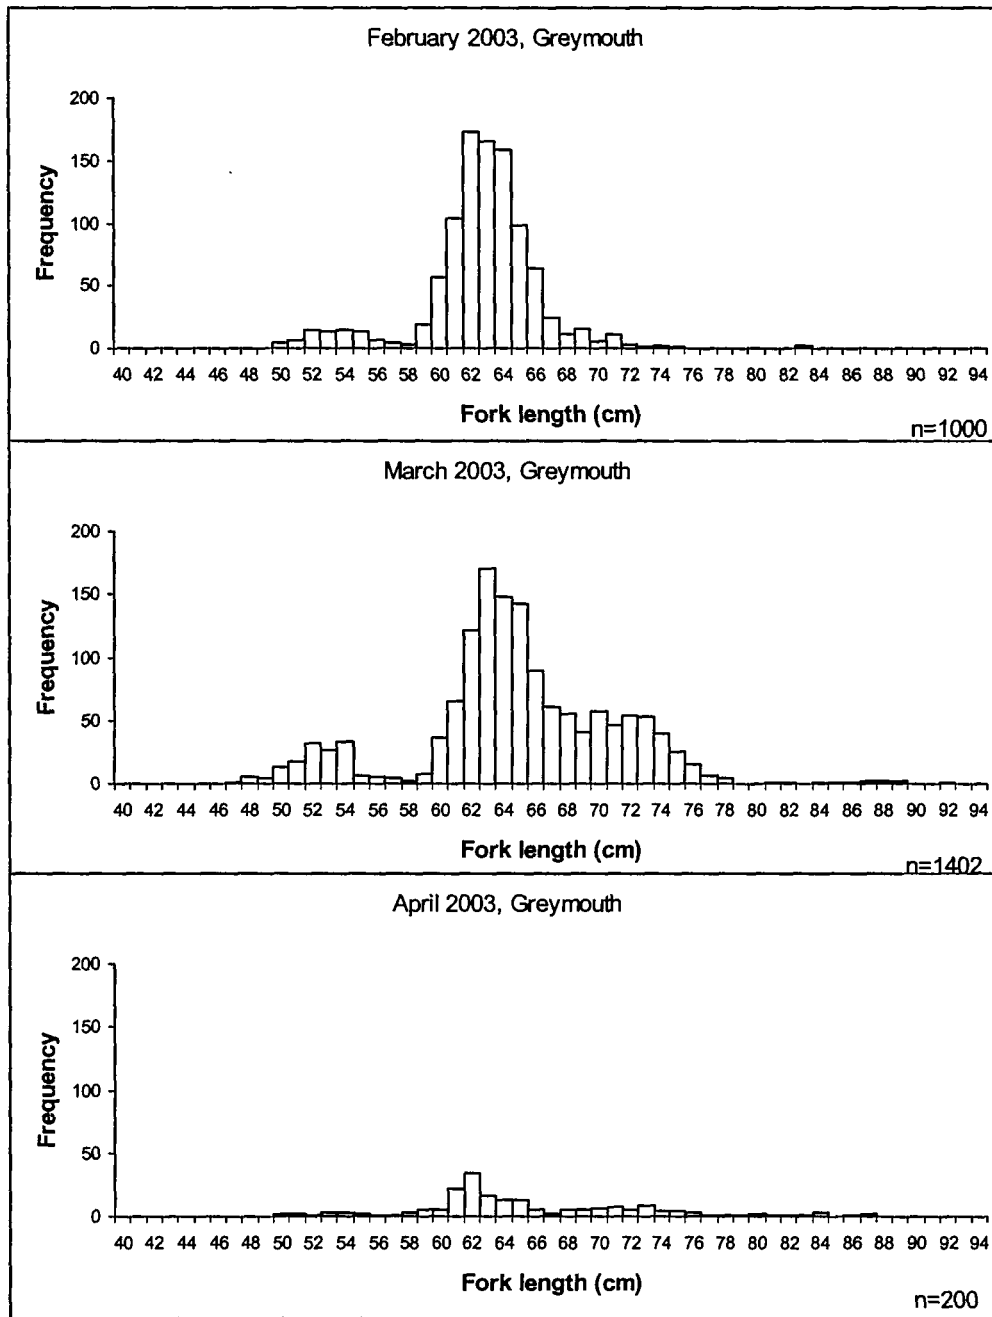 February 2003, Greymouth
200
150
100
50
0
Frequency
40 42 44 46 48 50 52 54 56 58 60 62 64 66 68 70 72 74 76 78 80 82 84 86 88 90 92 94
Fork length (cm)
n=1000
March 2003, Greymouth
200
150
100
50
0
Frequency
40 42 44 46 48 50 52 54 56 58 60 62 64 66 68 70 72 74 76 78 80 82 84 86 88 90 92 94
Fork length (cm)
n=1402
April 2003, Greymouth
200
150
100
50
0
Frequency
40 42 44 46 48 50 52 54 56 58 60 62 64 66 68 70 72 74 76 78 80 82 84 86 88 90 92 94
Fork length (cm)
n=200